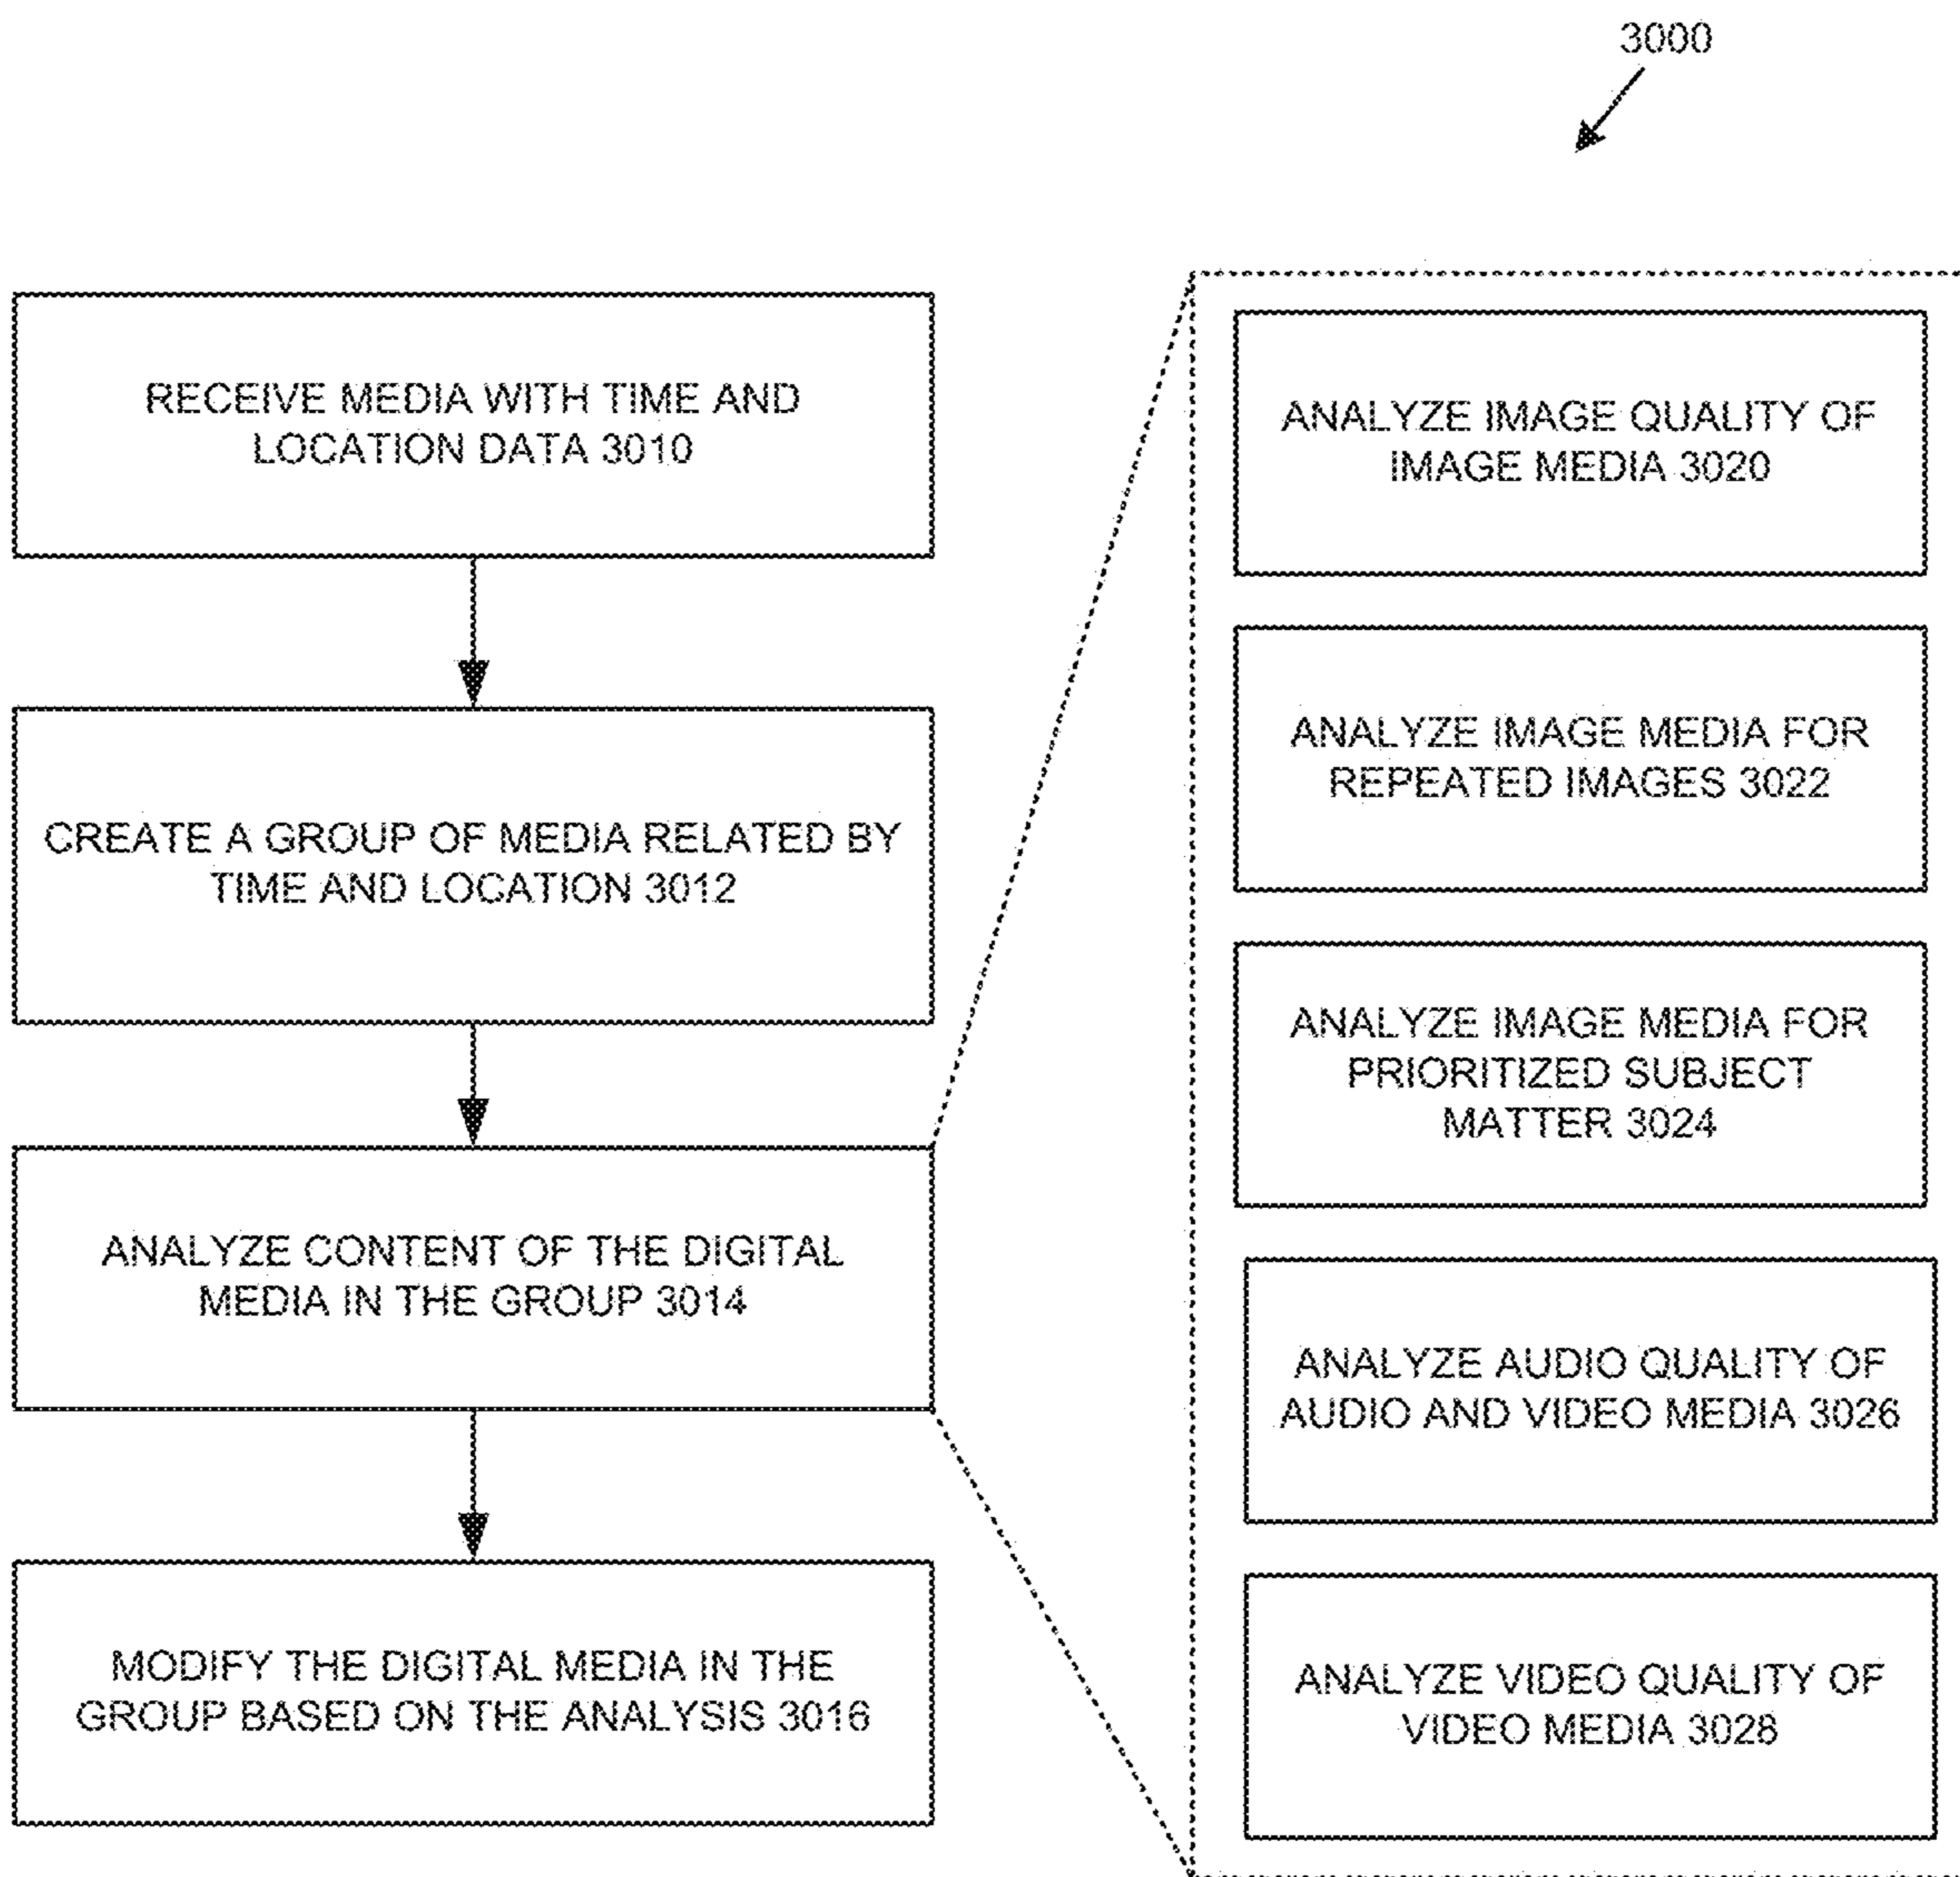 3000
RECEIVE MEDIA WITH TIME AND
LOCATION DATA 3010
CREATE A GROUP OF MEDIA RELATED BY
TIME AND LOCATION 3012
ANALYZE CONTENT OF THE DIGITAL
MEDIA IN THE GROUP 3014
MODIFY THE DIGITAL MEDIA IN THE
GROUP BASED ON THE ANALYSIS 3016
ANALYZE IMAGE QUALITY OF
IMAGE MEDIA 3020
ANALYZE IMAGE MEDIA FOR
REPEATED IMAGES 3022
ANALYZE IMAGE MEDIA FOR
PRIORITIZED SUBJECT
MATTER 3024
ANALYZE AUDIO QUALITY OF
AUDIO AND VIDEO MEDIA 3026
ANALYZE VIDEO QUALITY OF
VIDEO MEDIA 3028